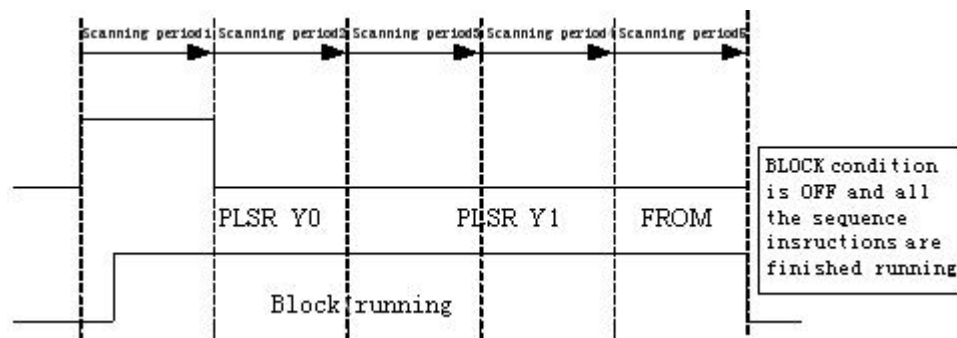 Scanning period1 Scanning period2 Scanning period3 Scanning period4 Scanning period5
BLOCK condition
is OFF and all
the sequence
insructions are
finished running
PLSR Y0 PLSR Y1 FROM
Block running